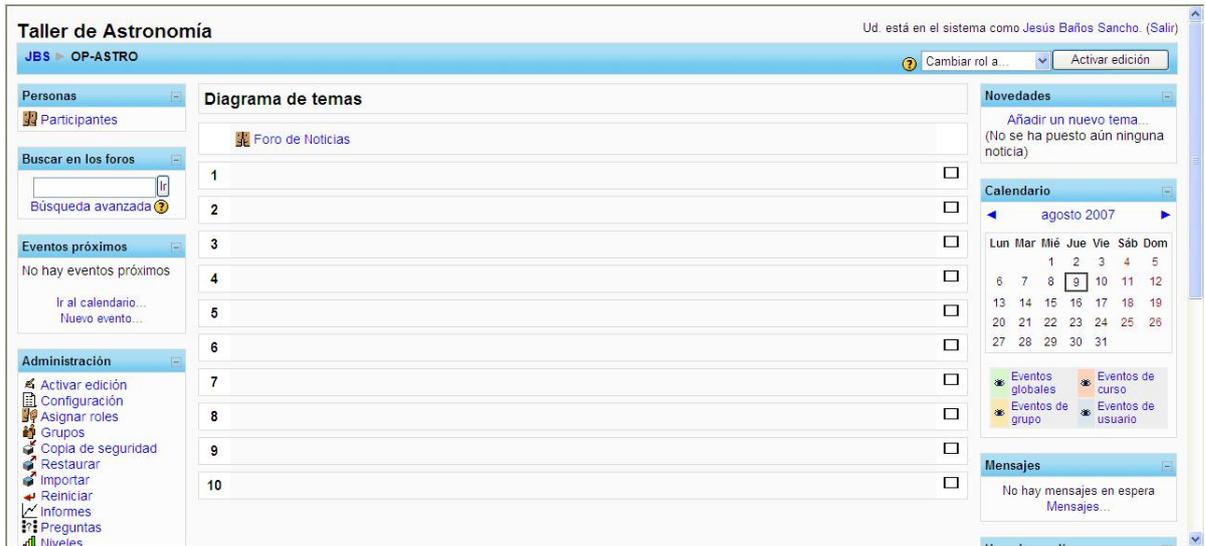 Taller de Astronomía
Ud. está en el sistema como Jesús Baños Sancho. (Salir)
JBS ► OP-ASTRO
? Cambiar rol a... Activar edición
Personas
Participantes
Buscar en los foros
Ir
Búsqueda avanzada ?
Eventos próximos
No hay eventos próximos
Ir al calendario...
Nuevo evento...
Administración
Activar edición
Configuración
Asignar roles
Grupos
Copia de seguridad
Restaurar
Importar
Reiniciar
Informes
Preguntas
Niveles
Diagrama de temas
Foro de Noticias
1
2
3
4
5
6
7
8
9
10
Novedades
Añadir un nuevo tema...
(No se ha puesto aún ninguna
noticia)
Calendario
◄ agosto 2007 ►
Lun Mar Mié Jue Vie Sáb Dom
1 2 3 4 5
6 7 8 9 10 11 12
13 14 15 16 17 18 19
20 21 22 23 24 25 26
27 28 29 30 31
Eventos globales
Eventos de curso
Eventos de grupo
Eventos de usuario
Mensajes
No hay mensajes en espera
Mensajes...